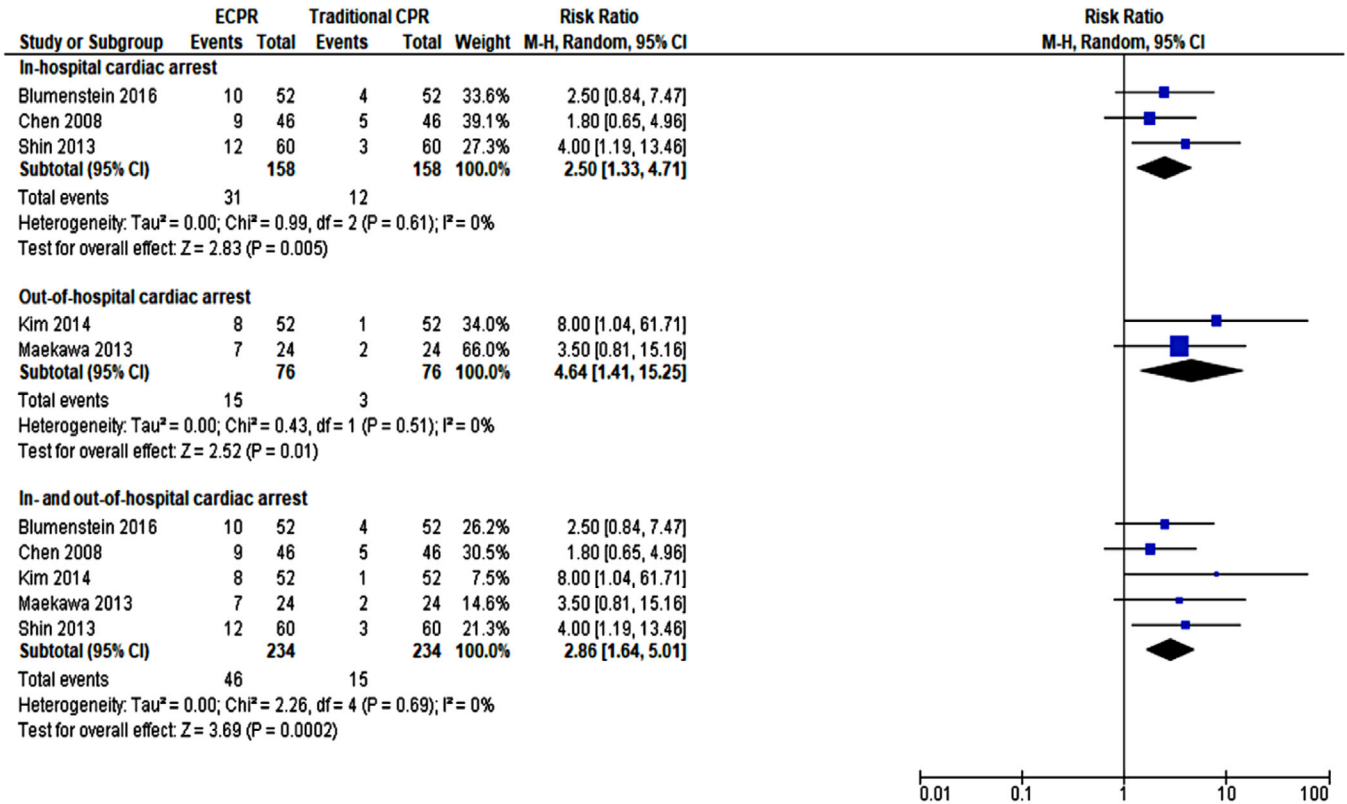 ECPR Traditional CPR Risk Ratio Risk Ratio
Study or Subgroup Events Total Events Total Weight M-H, Random, 95% CI M-H, Random, 95% CI
In-hospital cardiac arrest
Blumenstein 2016 10 52 4 52 33.6% 2.50 [0.84, 7.47]
Chen 2008 9 46 5 46 39.1% 1.80 [0.65, 4.96]
Shin 2013 12 60 3 60 27.3% 4.00 [1.19, 13.46]
Subtotal (95% CI) 158 158 100.0% 2.50 [1.33, 4.71]
Total events 31 12
Heterogeneity: Tau² = 0.00; Chi² = 0.99, df = 2 (P = 0.61); I² = 0%
Test for overall effect: Z = 2.83 (P = 0.005)
Out-of-hospital cardiac arrest
Kim 2014 8 52 1 52 34.0% 8.00 [1.04, 61.71]
Maekawa 2013 7 24 2 24 66.0% 3.50 [0.81, 15.16]
Subtotal (95% CI) 76 76 100.0% 4.64 [1.41, 15.25]
Total events 15 3
Heterogeneity: Tau² = 0.00; Chi² = 0.43, df = 1 (P = 0.51); I² = 0%
Test for overall effect: Z = 2.52 (P = 0.01)
In- and out-of-hospital cardiac arrest
Blumenstein 2016 10 52 4 52 26.2% 2.50 [0.84, 7.47]
Chen 2008 9 46 5 46 30.5% 1.80 [0.65, 4.96]
Kim 2014 8 52 1 52 7.5% 8.00 [1.04, 61.71]
Maekawa 2013 7 24 2 24 14.6% 3.50 [0.81, 15.16]
Shin 2013 12 60 3 60 21.3% 4.00 [1.19, 13.46]
Subtotal (95% CI) 234 234 100.0% 2.86 [1.64, 5.01]
Total events 46 15
Heterogeneity: Tau² = 0.00; Chi² = 2.26, df = 4 (P = 0.69); I² = 0%
Test for overall effect: Z = 3.69 (P = 0.0002)
0.01 0.1 1 10 100